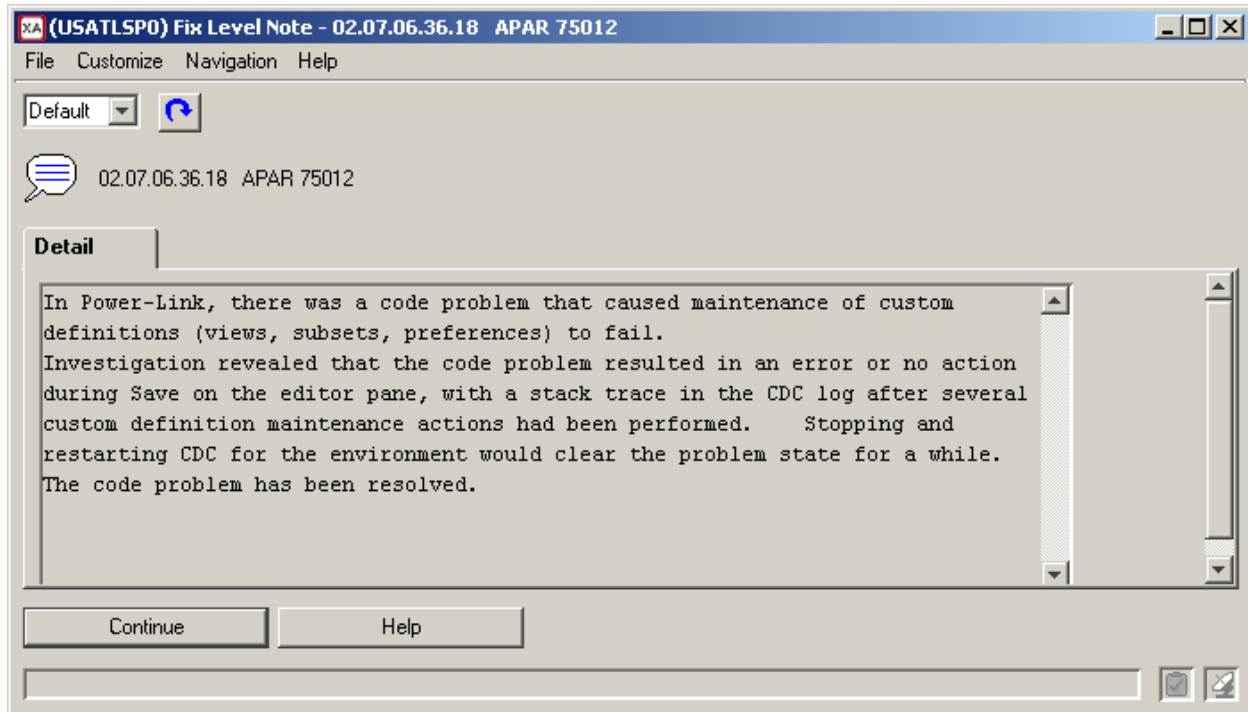 XA (USATLSP0) Fix Level Note - 02.07.06.36.18 APAR 75012
File Customize Navigation Help
Default
02.07.06.36.18 APAR 75012
Detail
In Power-Link, there was a code problem that caused maintenance of custom
definitions (views, subsets, preferences) to fail.
Investigation revealed that the code problem resulted in an error or no action
during Save on the editor pane, with a stack trace in the CDC log after several
custom definition maintenance actions had been performed.    Stopping and
restarting CDC for the environment would clear the problem state for a while.
The code problem has been resolved.
Continue Help